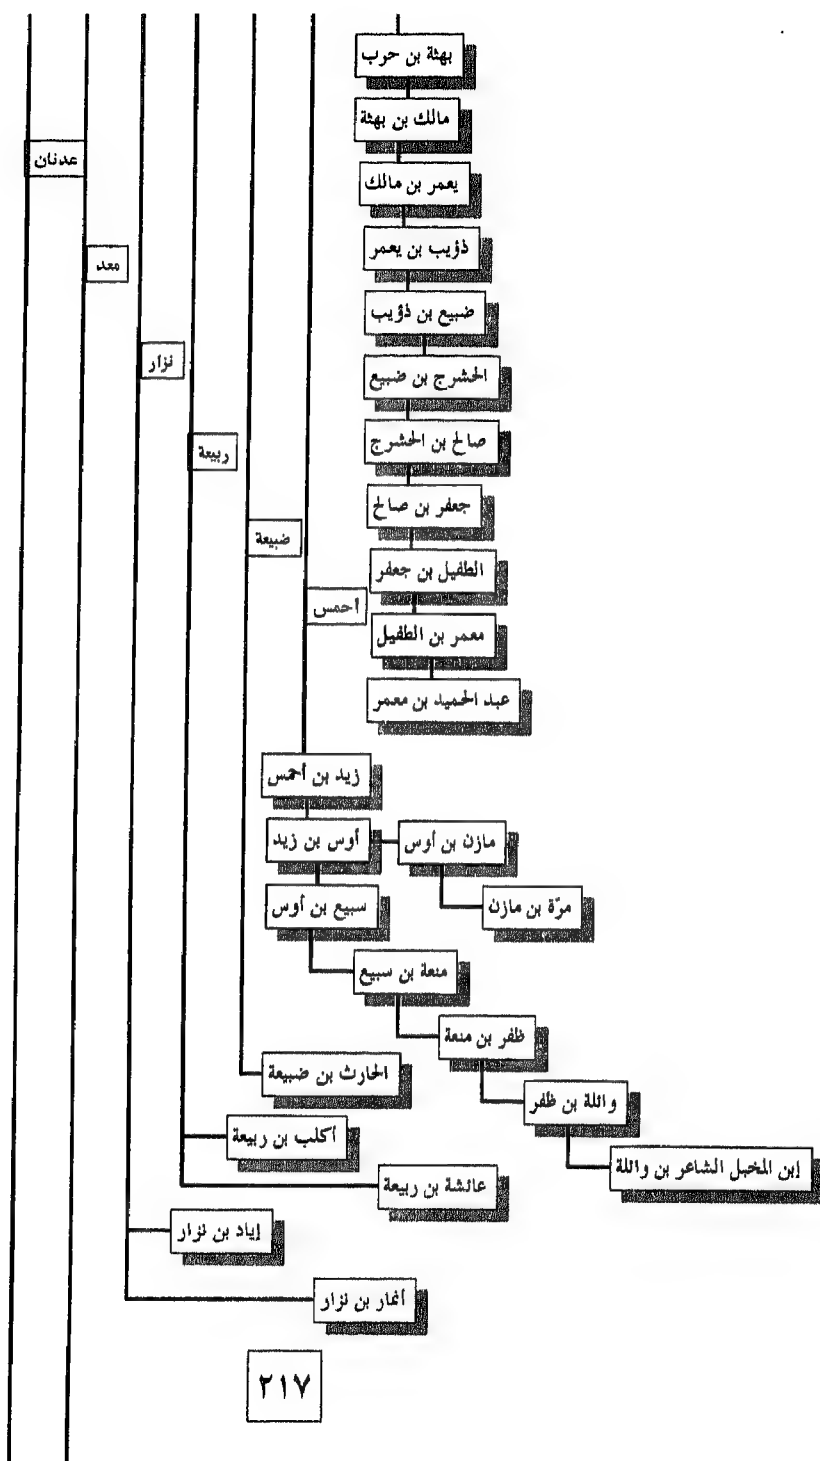 بهثة بن حرب
مالك بن بهثة
عدنان
يعمر بن مالك
ذؤيب بن يعمر
معد
ضبيع بن ذؤيب
نزار
الحشرج بن ضبيع
صالح بن الحشرج
ربيعة
جعفر بن صالح
ضبيعة
الطفيل بن جعفر
احمس
معمر بن الطفيل
عبد الحميد بن معمر
زيد بن أحمس
أوس بن زيد
مازن بن أوس
سبيع بن أوس
مرّة بن مازن
منعة بن سبيع
ظفر بن منعة
الحارث بن ضبيعة
واثلة بن ظفر
أكلب بن ربيعة
إبن المخبل الشاعر بن واثلة
عائشة بن ربيعة
إياد بن نزار
أنمار بن نزار
٢١٧